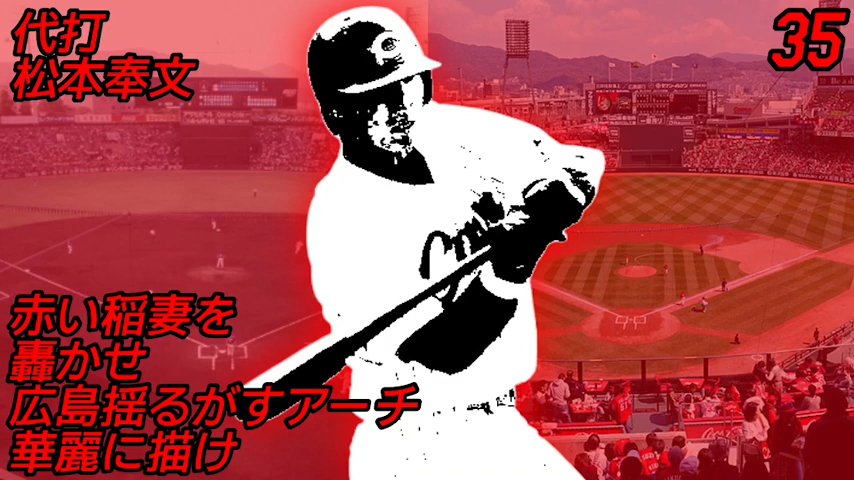 代打
松本奉文
35
赤い稲妻を
轟かせ
広島揺るがすアーチ
華麗に描け